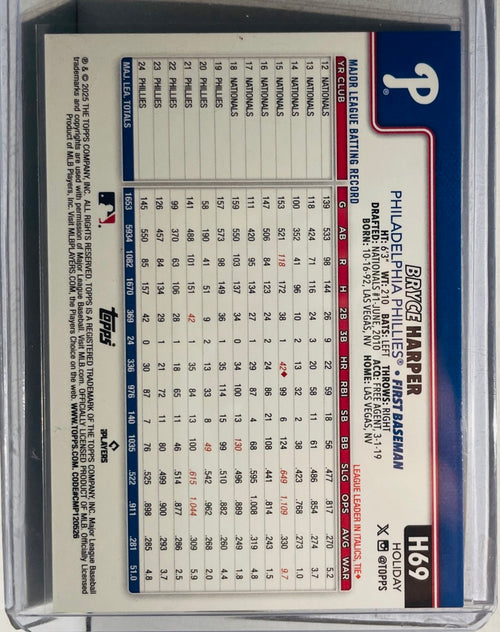 P®
BRYCE HARPER
H69
PHILADELPHIA PHILLIES® • FIRST BASEMAN
HOLIDAY
HT: 6'3" WT: 210 BATS: LEFT THROWS: RIGHT
X @TOPPS
DRAFTED: NATIONALS #1-JUNE, 2010 ACQ: FREE AGENT, 3-1-19
BORN: 10-16-92, LAS VEGAS, NV HOME: LAS VEGAS, NV
MAJOR LEAGUE BATTING RECORD
LEAGUE LEADER IN ITALICS, TIE♦
YR CLUB G AB R H 2B 3B HR RBI SB BB SLG OPS AVG WAR
12 NATIONALS 139 533 98 144 26 9 22 59 18 56 .477 .817 .270 5.2
13 NATIONALS 118 424 71 116 24 3 20 58 11 61 .486 .854 .274 3.7
14 NATIONALS 100 352 41 96 10 2 13 32 2 38 .423 .768 .273 1.0
15 NATIONALS 153 521 118 172 38 1 42♦ 99 6 124 .649 1.109 .330 9.7
16 NATIONALS 147 506 84 123 24 2 24 86 21 108 .441 .814 .243 1.5
17 NATIONALS 111 420 95 134 27 1 29 87 4 68 .595 1.008 .319 4.8
18 NATIONALS 159 550 103 137 34 0 34 100 13 130 .496 .889 .249 1.8
19 PHILLIES 157 573 98 149 36 1 35 114 15 99 .510 .882 .260 4.4
20 PHILLIES 58 190 41 51 9 2 13 33 8 49 .542 .962 .268 2.0
21 PHILLIES 141 488 101 151 42 1 35 84 13 100 .615 1.044 .309 5.9
22 PHILLIES 99 370 63 106 28 1 18 65 11 46 .514 .877 .286 2.5
23 PHILLIES 126 457 84 134 29 1 21 72 11 80 .499 .900 .293 3.7
24 PHILLIES 145 550 85 157 42 0 30 87 7 76 .525 .898 .285 4.8
MAJ. LEA. TOTALS 1653 5934 1082 1670 369 24 336 976 140 1035 .522 .911 .281 51.0
topps
PLAYERS
® & © 2025 THE TOPPS COMPANY, INC. ALL RIGHTS RESERVED. TOPPS IS A REGISTERED TRADEMARK OF THE TOPPS COMPANY, INC. Major League Baseball
trademarks and copyrights are used with permission of Major League Baseball. Visit MLB.com. OFFICIALLY LICENSED PRODUCT OF MLB. Officially Licensed
Product of MLB Players, Inc. Visit MLBPLAYERS.COM, the Players Choice on the web. WWW.TOPPS.COM. CODE#CMP120526